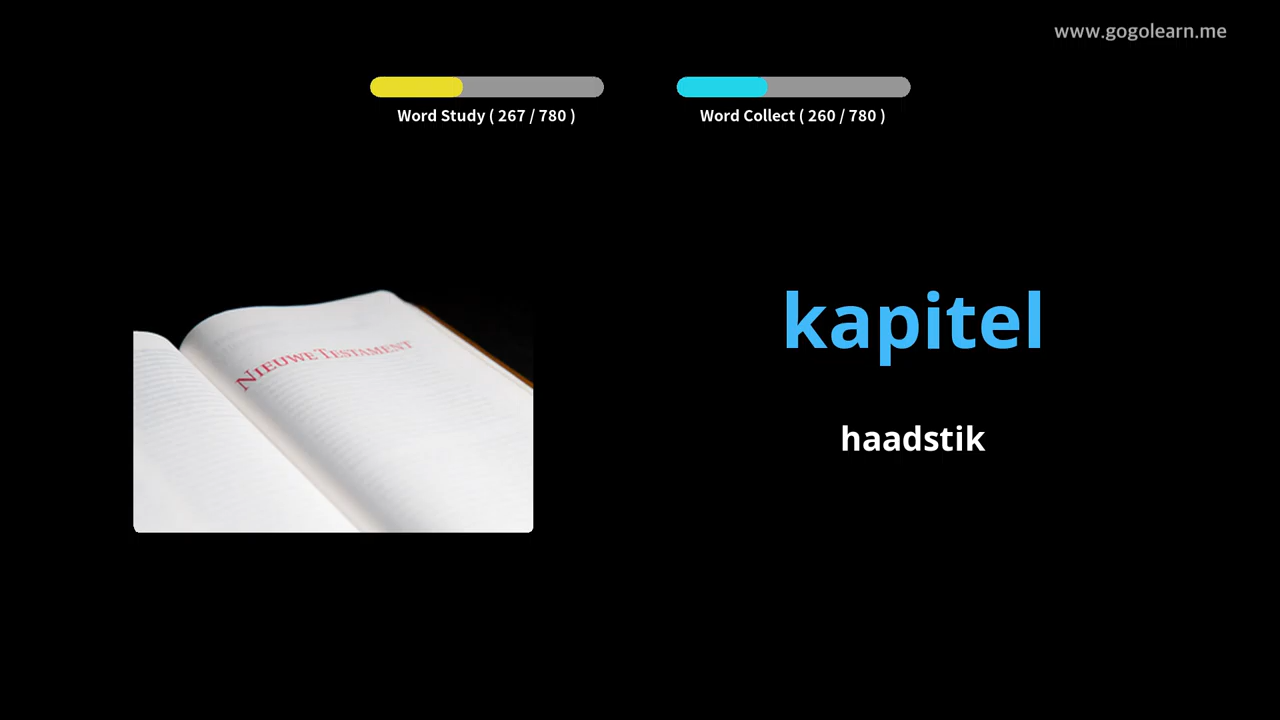 www.gogolearn.me
Word Study ( 267 / 780 )
Word Collect ( 260 / 780 )
NIEUWE TESTAMENT
kapitel
haadstik